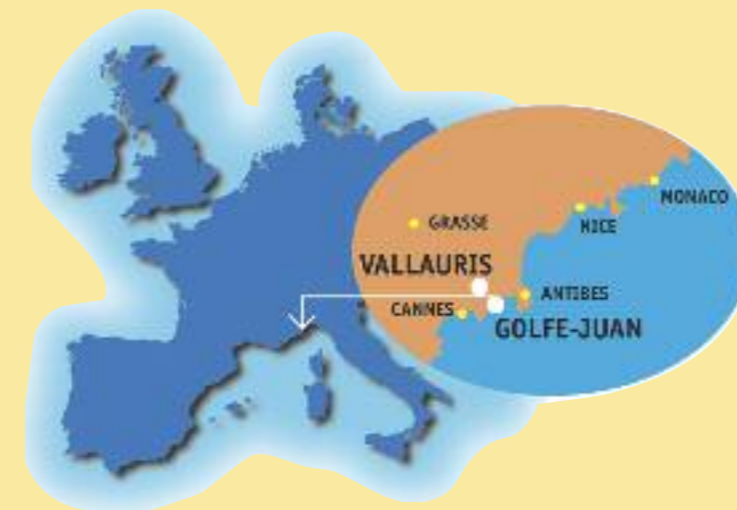 MONACO
GRASSE
NICE
VALLAURIS
ANTIBES
CANNES
GOLFE-JUAN